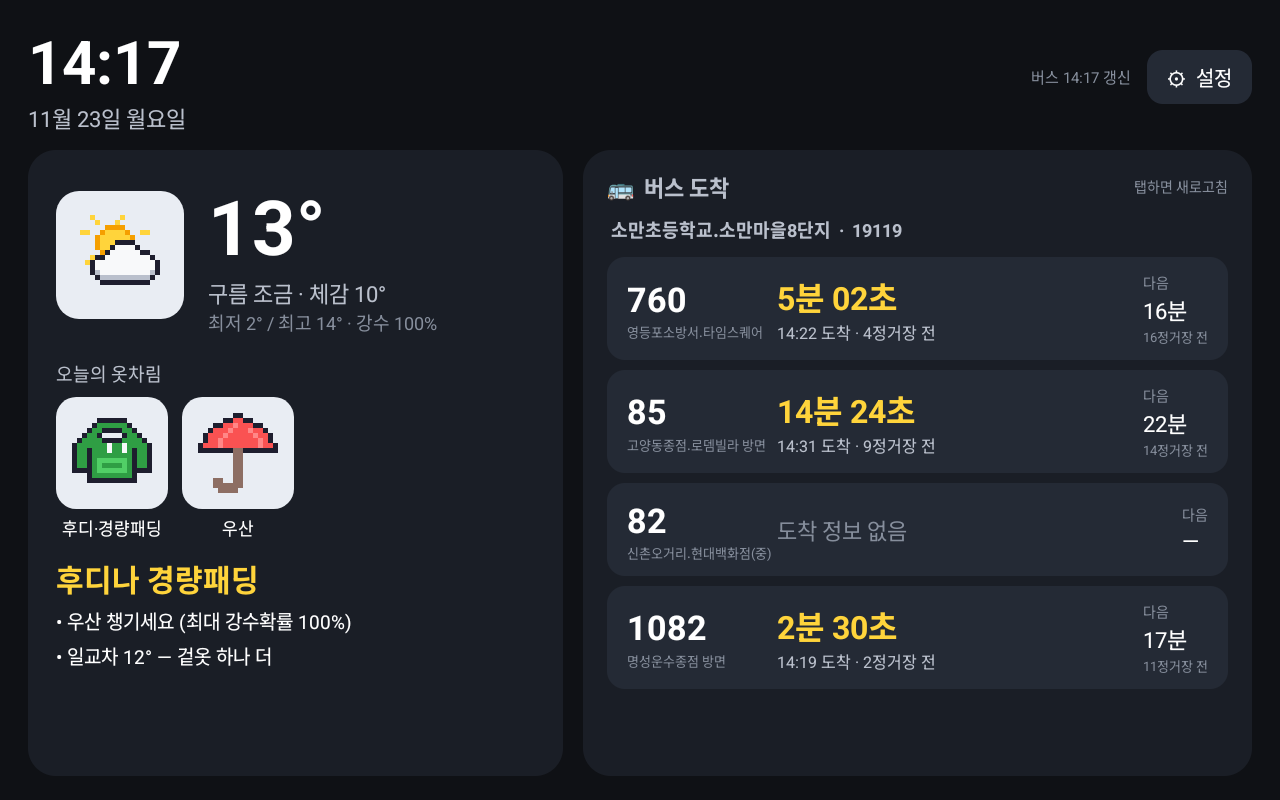 14:17
11월 23일 월요일
버스 14:17 갱신
설정
13°
구름 조금 · 체감 10°
최저 2° / 최고 14° · 강수 100%
오늘의 옷차림
후디·경량패딩
우산
후디나 경량패딩
• 우산 챙기세요 (최대 강수확률 100%)
• 일교차 12° — 겉옷 하나 더
버스 도착
탭하면 새로고침
소만초등학교.소만마을8단지 · 19119
760
영등포소방서.타임스퀘어
5분 02초
14:22 도착 · 4정거장 전
다음
16분
16정거장 전
85
고양동종점.로뎀빌라 방면
14분 24초
14:31 도착 · 9정거장 전
다음
22분
14정거장 전
82
신촌오거리.현대백화점(중)
도착 정보 없음
다음
—
1082
명성운수종점 방면
2분 30초
14:19 도착 · 2정거장 전
다음
17분
11정거장 전